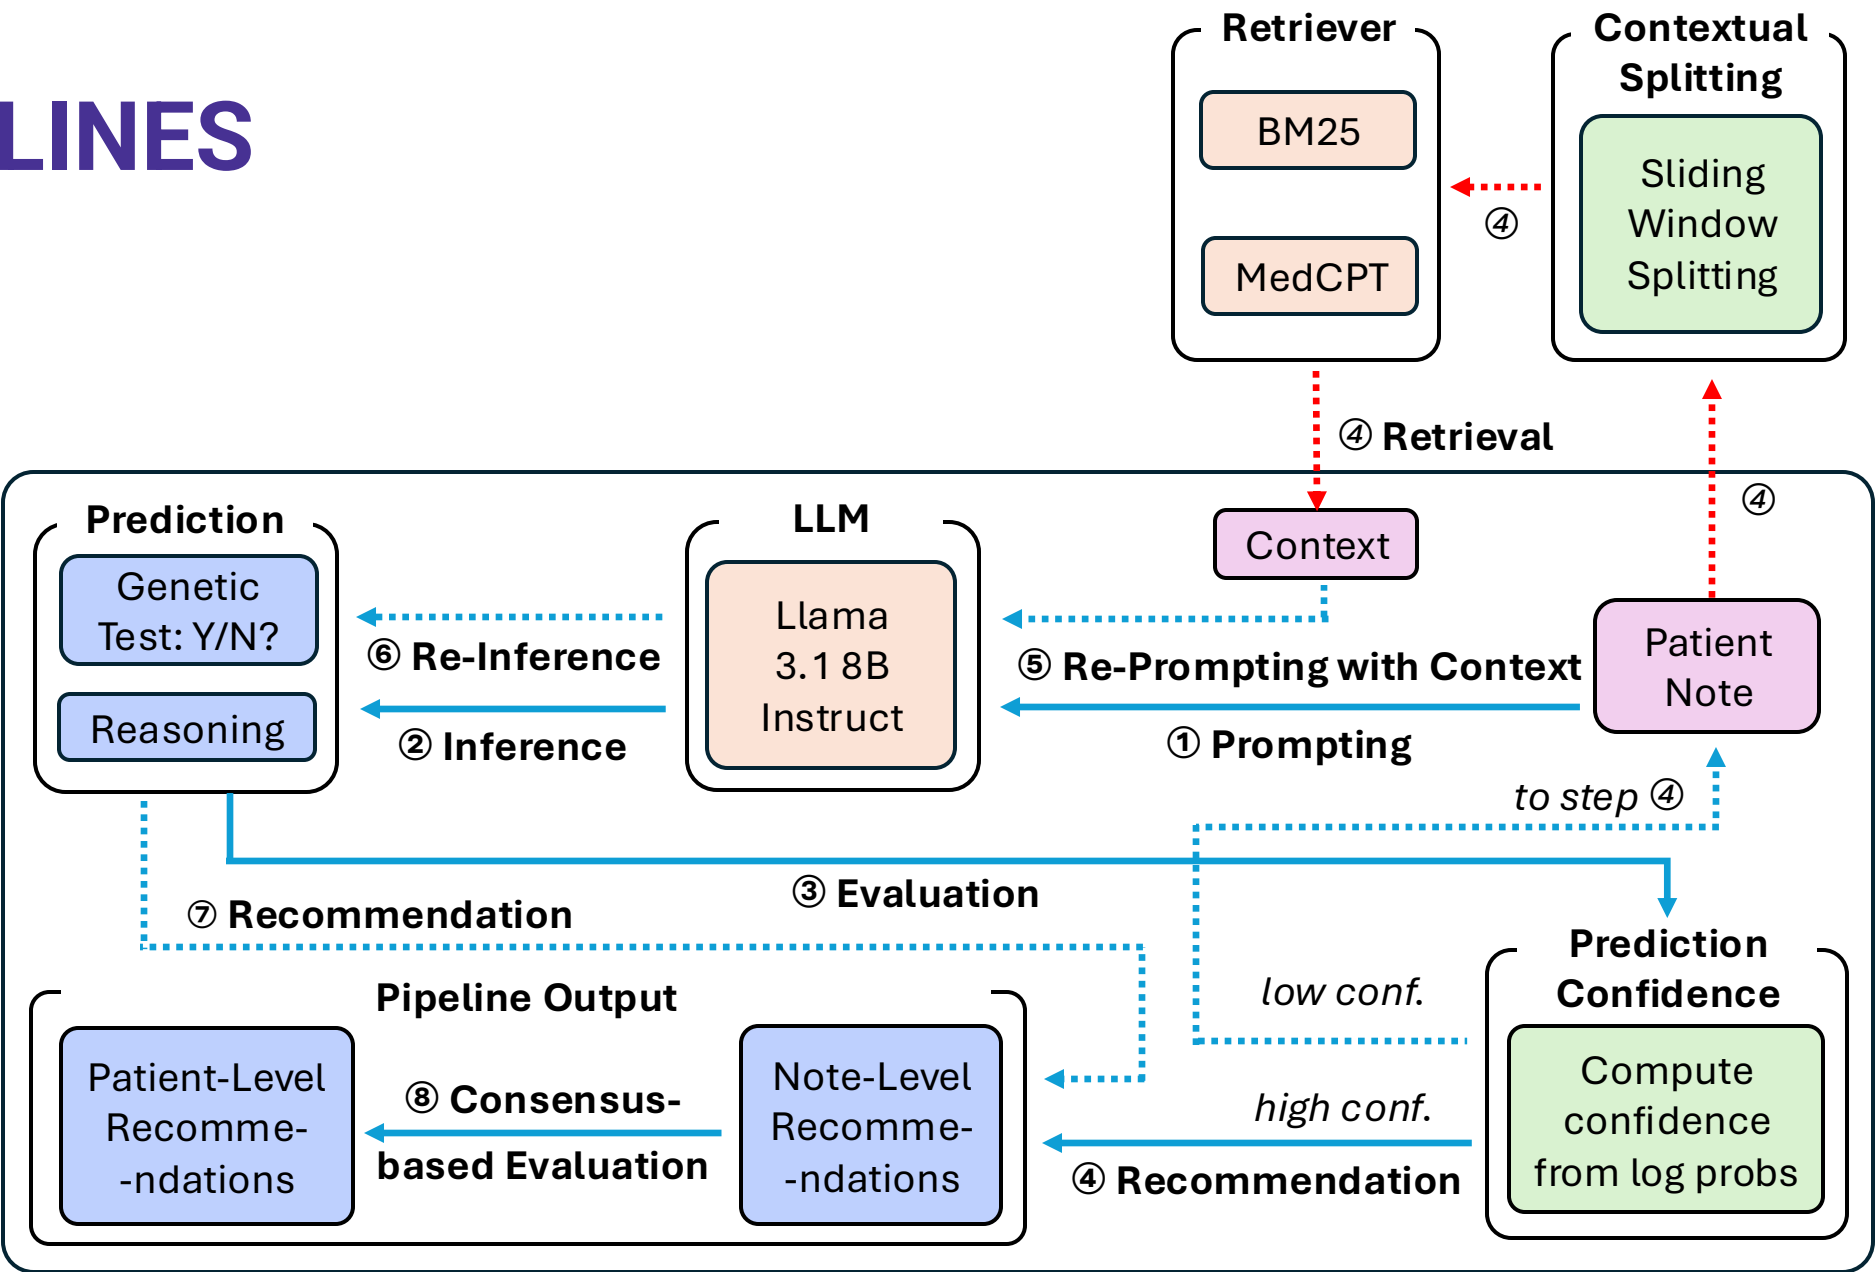 LINES
Retriever
BM25
MedCPT
Contextual
Splitting
Sliding
Window
Splitting
④
④ Retrieval
④
Prediction
Genetic
Test: Y/N?
Reasoning
⑥ Re-Inference
② Inference
LLM
Llama
3.1 8B
Instruct
Context
⑤ Re-Prompting with Context
① Prompting
Patient
Note
to step ④
③ Evaluation
⑦ Recommendation
Prediction
Confidence
Compute
confidence
from log probs
low conf.
high conf.
④ Recommendation
Pipeline Output
Patient-Level
Recomme-
-ndations
⑧ Consensus-
based Evaluation
Note-Level
Recomme-
-ndations